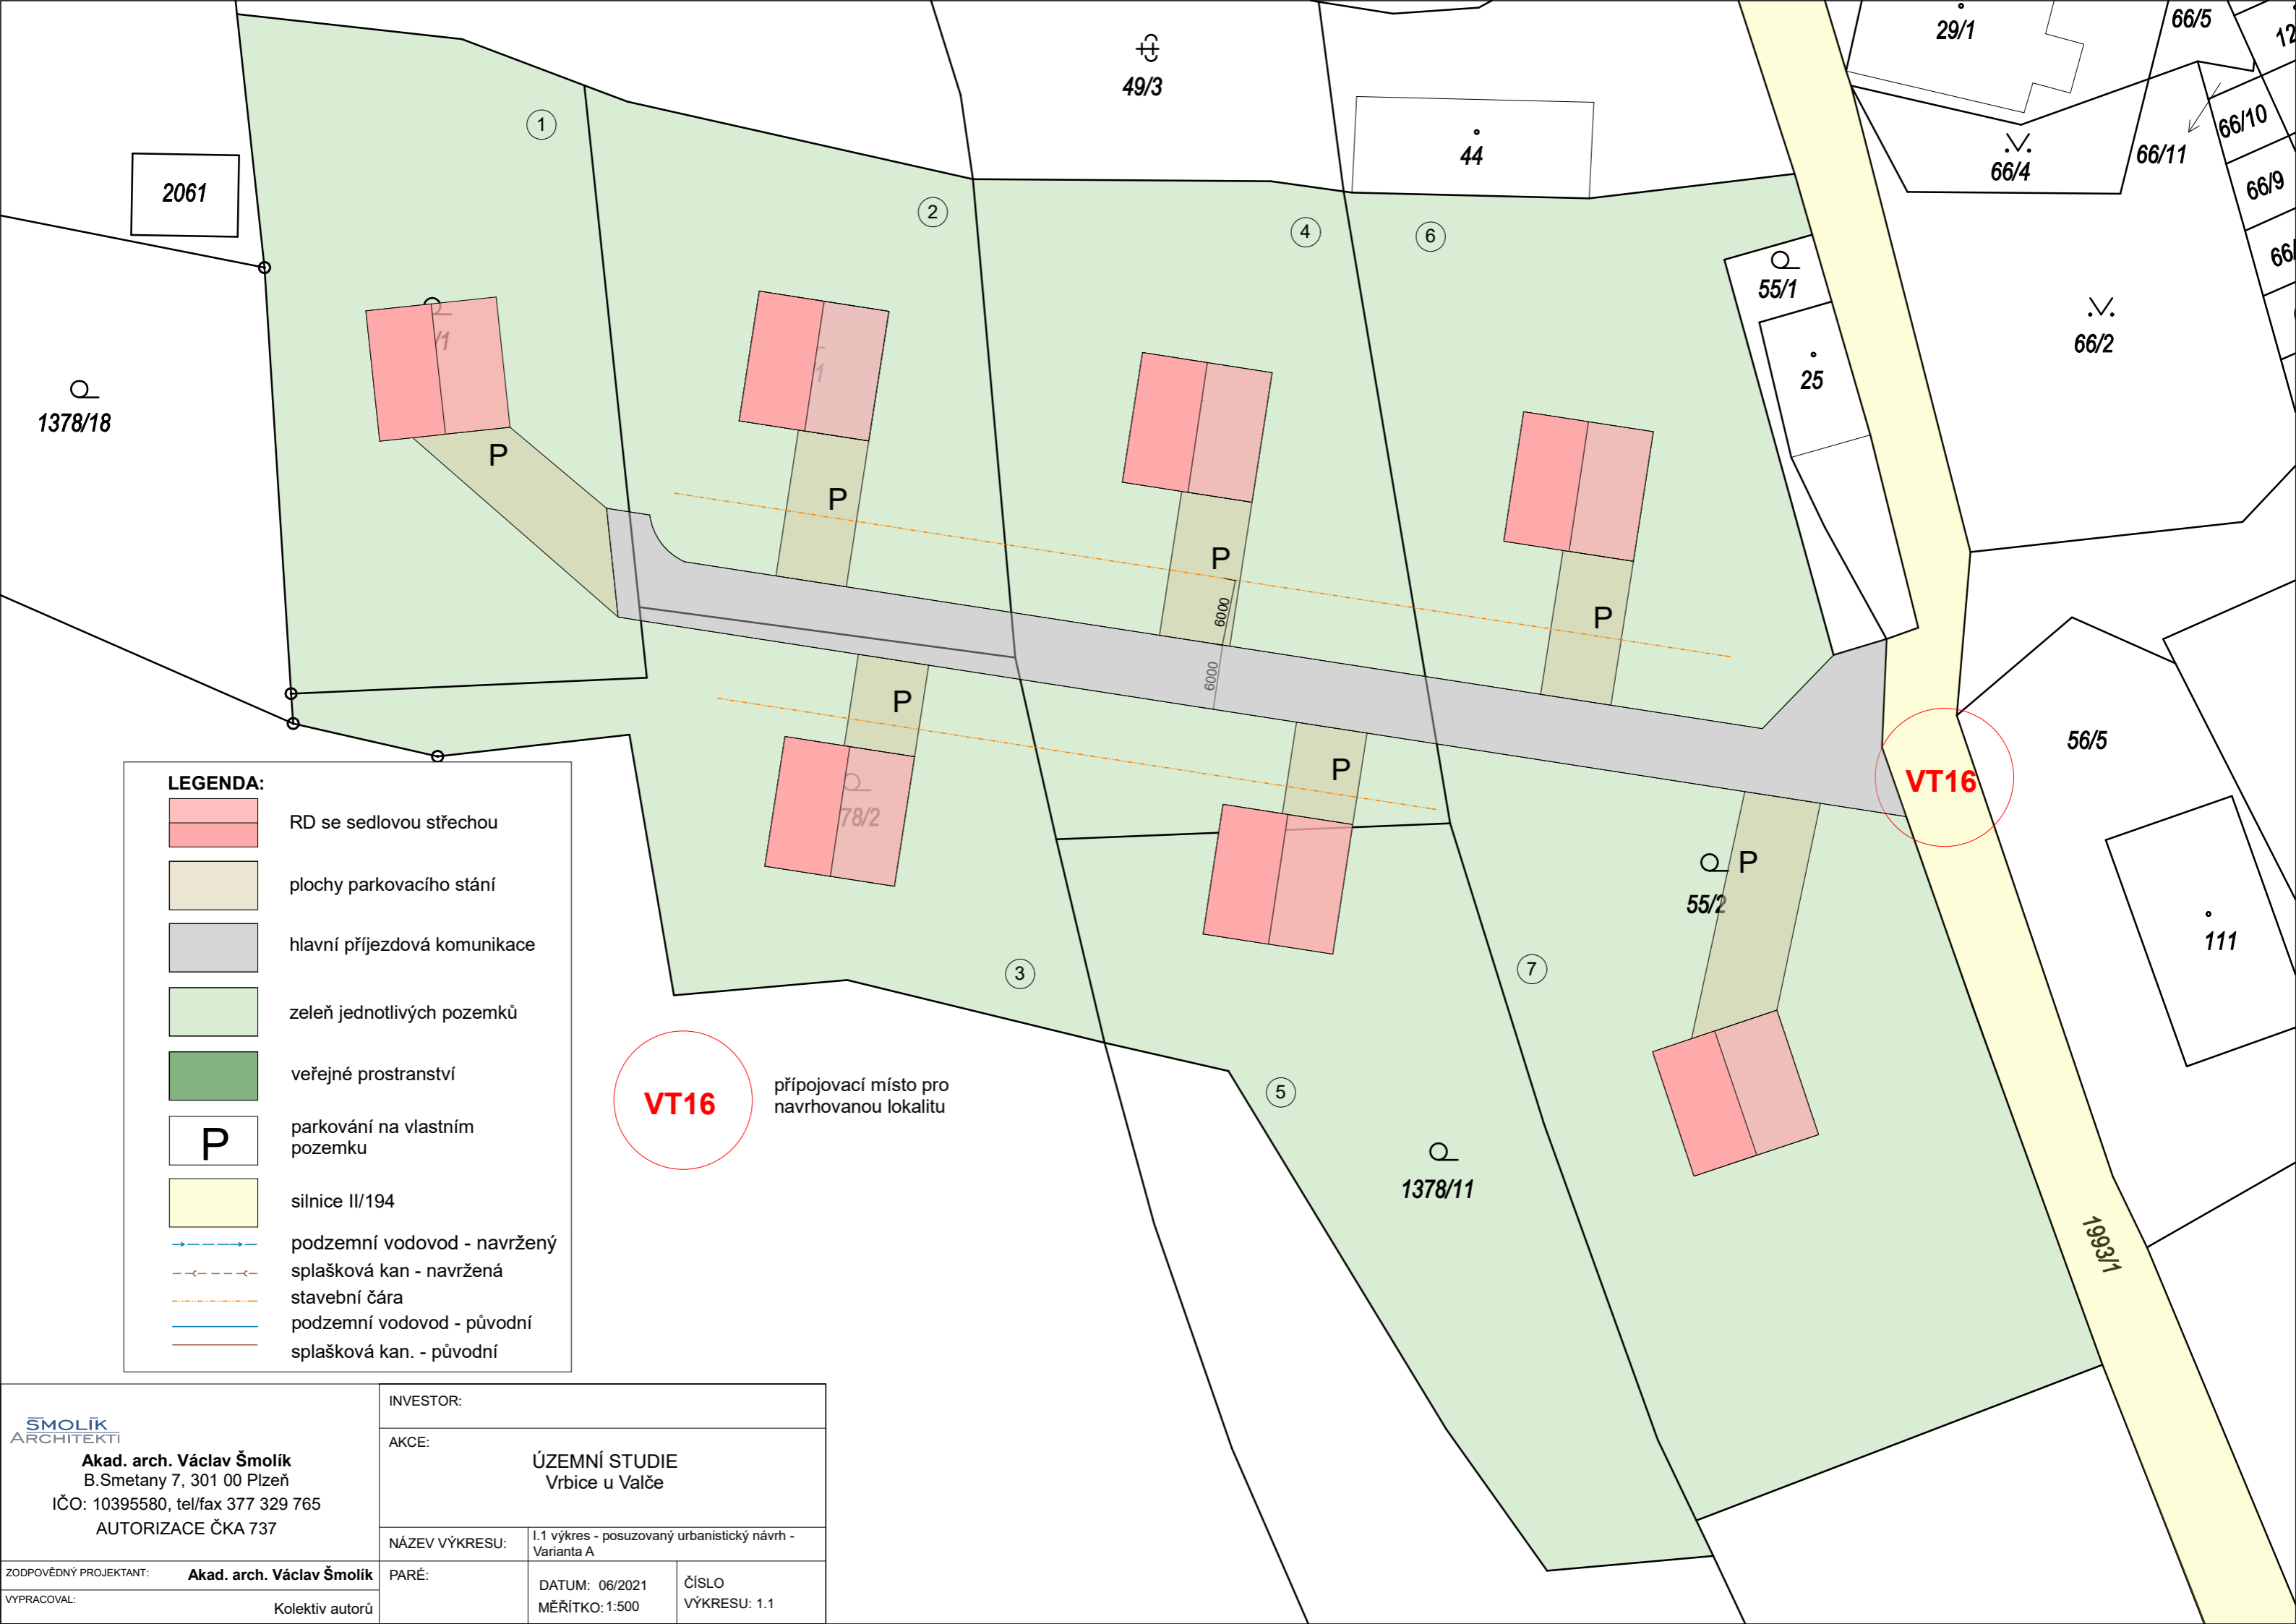 49/3
29/1
66/5
12
44
66/4
66/11
66/10
66/9
66/
2061
1
2
4
6
55/1
66/2
25
/1
1
1378/18
P
P
P
P
6000
6000
P
P
P
56/5
VT16
78/2
55/2
111
3
7
5
1378/11
1993/1
LEGENDA:
RD se sedlovou střechou
plochy parkovacího stání
hlavní příjezdová komunikace
zeleň jednotlivých pozemků
veřejné prostranství
P
parkování na vlastním
pozemku
silnice II/194
podzemní vodovod - navržený
splašková kan - navržená
stavební čára
podzemní vodovod - původní
splašková kan. - původní
VT16
přípojovací místo pro
navrhovanou lokalitu
ŠMOLÍK
ARCHITEKTI
Akad. arch. Václav Šmolík
B.Smetany 7, 301 00 Plzeň
IČO: 10395580, tel/fax 377 329 765
AUTORIZACE ČKA 737
ZODPOVĚDNÝ PROJEKTANT: Akad. arch. Václav Šmolík
VYPRACOVAL: Kolektiv autorů
INVESTOR:
AKCE:
ÚZEMNÍ STUDIE
Vrbice u Valče
NÁZEV VÝKRESU: I.1 výkres - posuzovaný urbanistický návrh -
Varianta A
PARÉ:
DATUM: 06/2021
MĚŘÍTKO: 1:500
ČÍSLO
VÝKRESU: 1.1